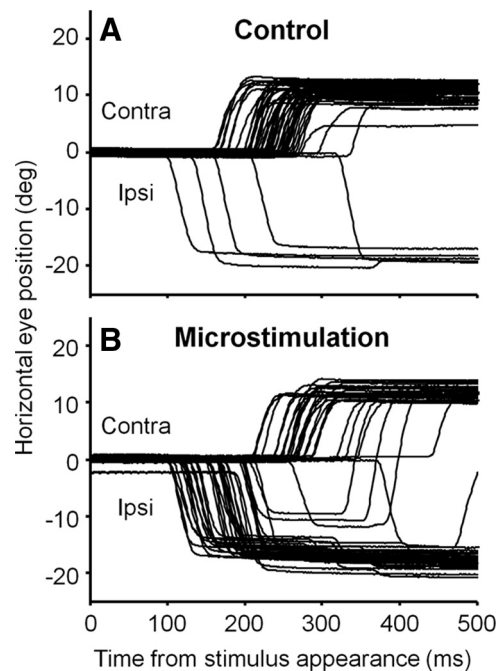 A
Control
20
10
0
-10
-20
Contra
Ipsi
B
Microstimulation
20
10
0
-10
-20
Contra
Ipsi
Horizontal eye position (deg)
0 100 200 300 400 500
Time from stimulus appearance (ms)